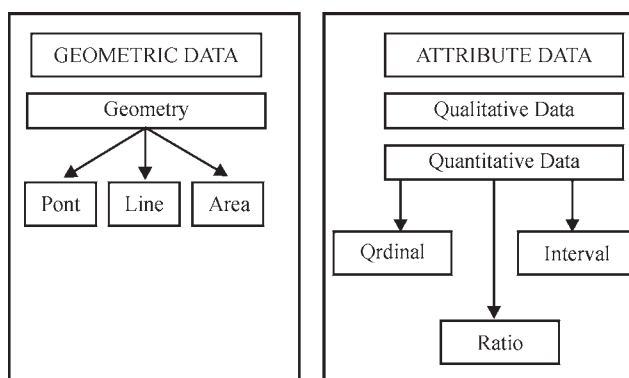 GEOMETRIC DATA
Geometry
Pont
Line
Area
ATTRIBUTE DATA
Qualitative Data
Quantitative Data
Qrdinal
Interval
Ratio